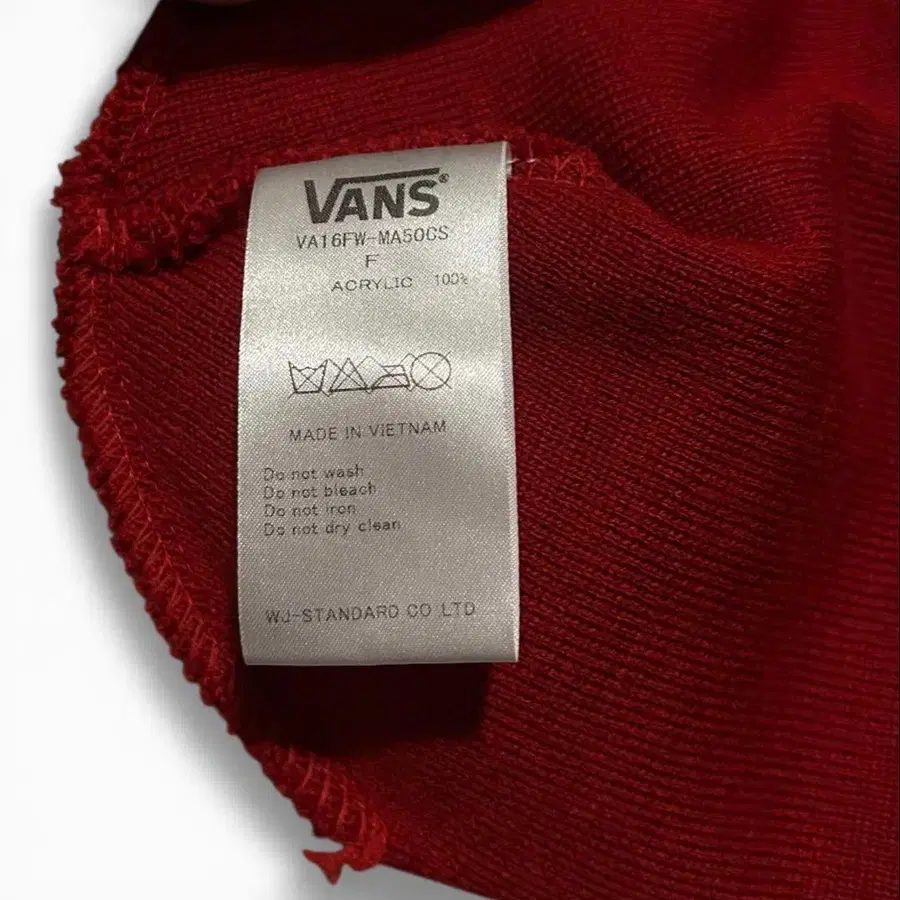 VANS®
VA16FW-MA50CS
F
ACRYLIC 100%
MADE IN VIETNAM
Do not wash
Do not bleach
Do not iron
Do not dry clean
WJ-STANDARD CO LTD